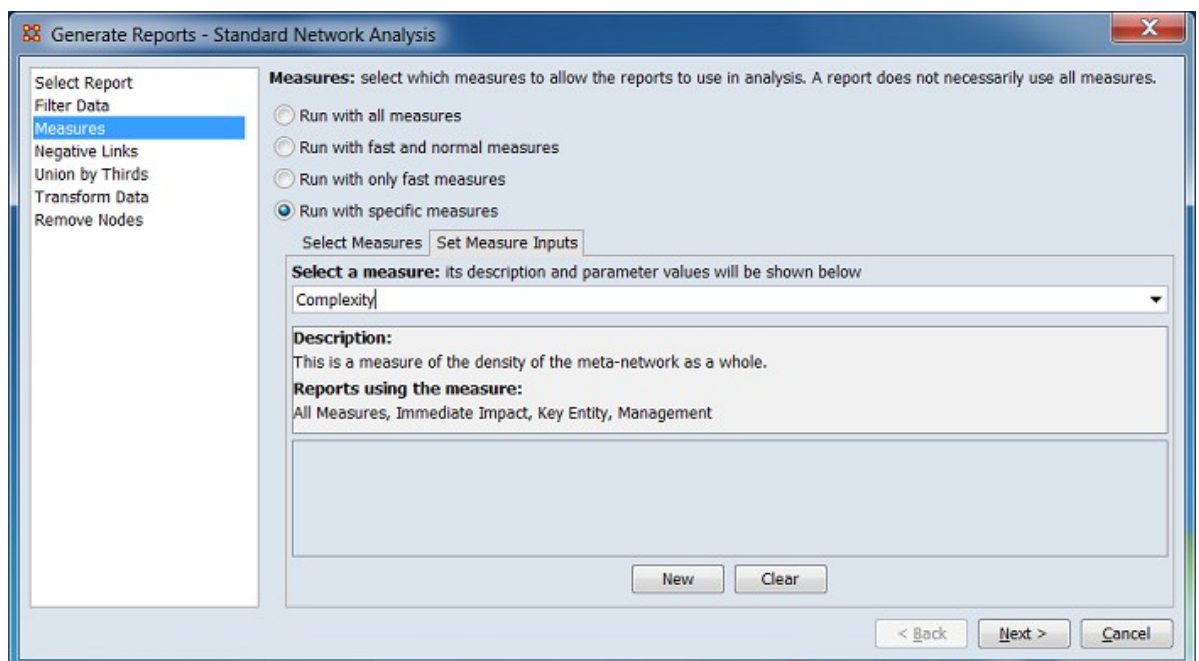 Generate Reports - Standard Network Analysis
Select Report
Filter Data
Measures
Negative Links
Union by Thirds
Transform Data
Remove Nodes
Measures: select which measures to allow the reports to use in analysis. A report does not necessarily use all measures.
Run with all measures
Run with fast and normal measures
Run with only fast measures
Run with specific measures
Select Measures Set Measure Inputs
Select a measure: its description and parameter values will be shown below
Complexity
Description:
This is a measure of the density of the meta-network as a whole.
Reports using the measure:
All Measures, Immediate Impact, Key Entity, Management
New Clear
< Back Next > Cancel